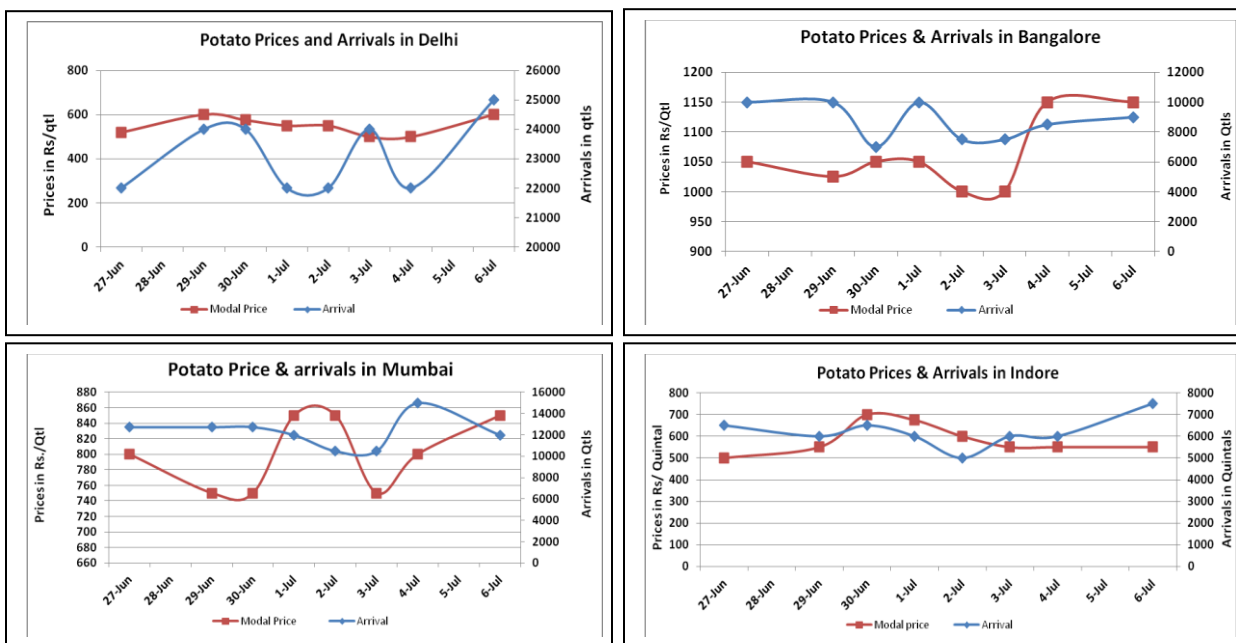 Potato Prices and Arrivals in Delhi
Prices in Rs/qtl
800
600
400
200
0
26000
25000
24000
23000
22000
21000
20000
Arrivals in qtls
27-Jun
28-Jun
29-Jun
30-Jun
1-Jul
2-Jul
3-Jul
4-Jul
5-Jul
6-Jul
Modal Price
Arrival
Potato Prices & Arrivals in Bangalore
Prices in Rs/Qtl
1200
1150
1100
1050
1000
950
900
12000
10000
8000
6000
4000
2000
0
Arrivals in Qtls
27-Jun
28-Jun
29-Jun
30-Jun
1-Jul
2-Jul
3-Jul
4-Jul
5-Jul
6-Jul
Modal Price
Arrival
Potato Price & arrivals in Mumbai
Prices in Rs./Qtl
880
860
840
820
800
780
760
740
720
700
680
660
16000
14000
12000
10000
8000
6000
4000
2000
0
Arrivals in Qtls
27-Jun
28-Jun
29-Jun
30-Jun
1-Jul
2-Jul
3-Jul
4-Jul
5-Jul
6-Jul
Modal Price
Arrival
Potato Prices & Arrivals in Indore
Prices in Rs/ Quintal
800
700
600
500
400
300
200
100
0
8000
7000
6000
5000
4000
3000
2000
1000
0
Arrivals in Quintals
27-Jun
28-Jun
29-Jun
30-Jun
1-Jul
2-Jul
3-Jul
4-Jul
5-Jul
6-Jul
Modal price
Arrival